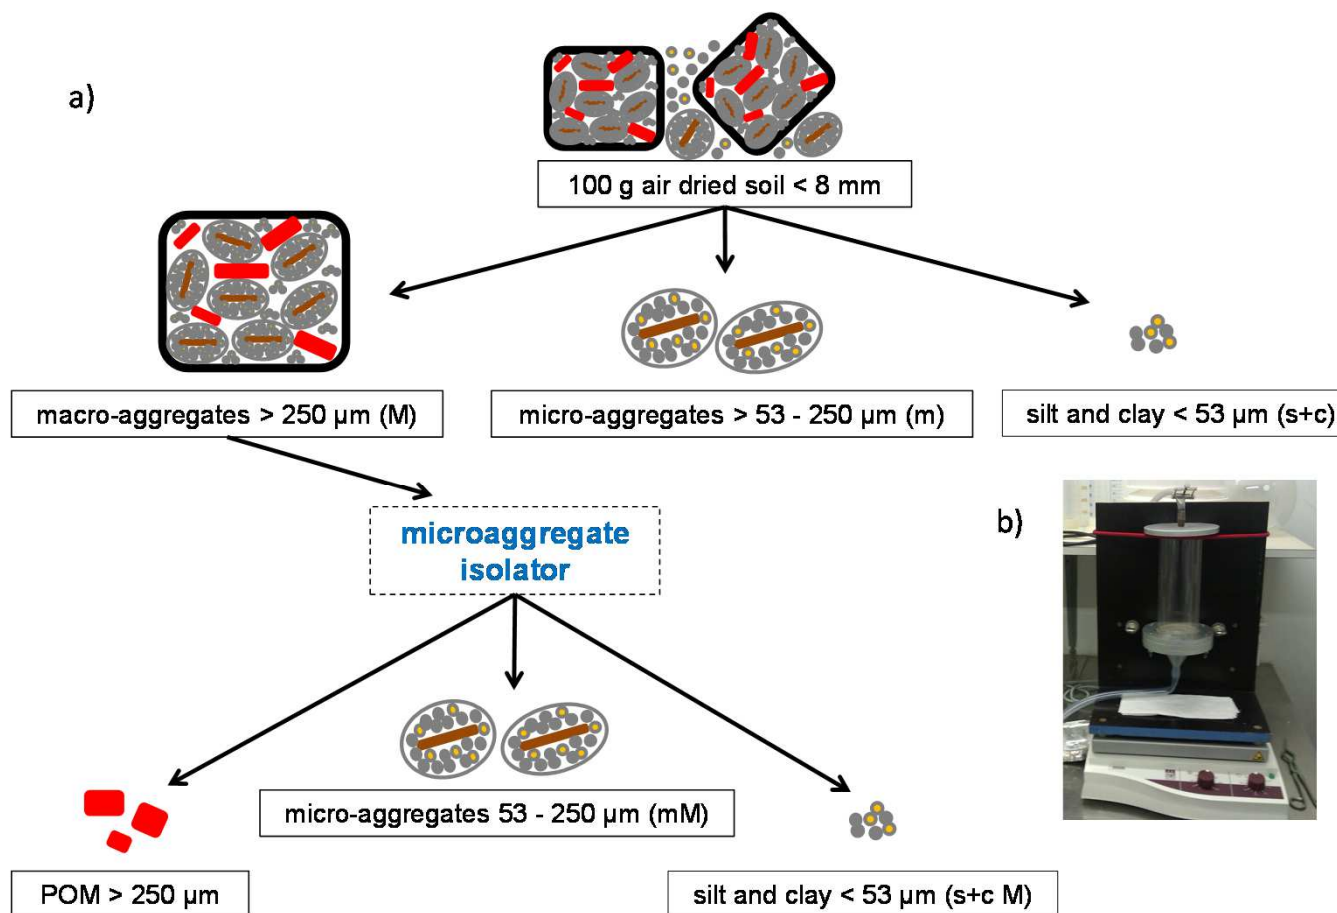 a)
100 g air dried soil < 8 mm
macro-aggregates > 250 µm (M)
micro-aggregates > 53 - 250 µm (m)
silt and clay < 53 µm (s+c)
microaggregate
isolator
b)
micro-aggregates 53 - 250 µm (mM)
POM > 250 µm
silt and clay < 53 µm (s+c M)